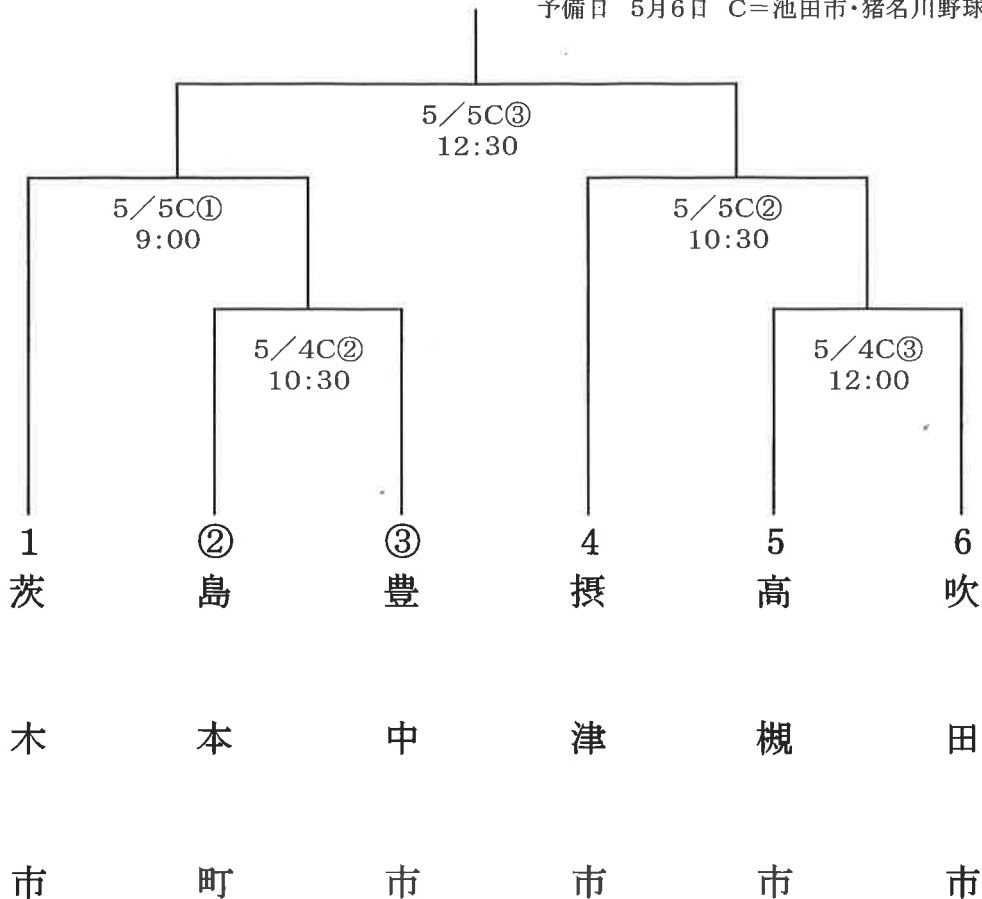 予備日 5月6日 C＝池田市・猪名川野球
5／5C③
12:30
5／5C①
9:00
5／5C②
10:30
5／4C②
10:30
5／4C③
12:00
1 ② ③ 4 5 6
茨木市
島本町
豊中市
摂津市
高槻市
吹田市